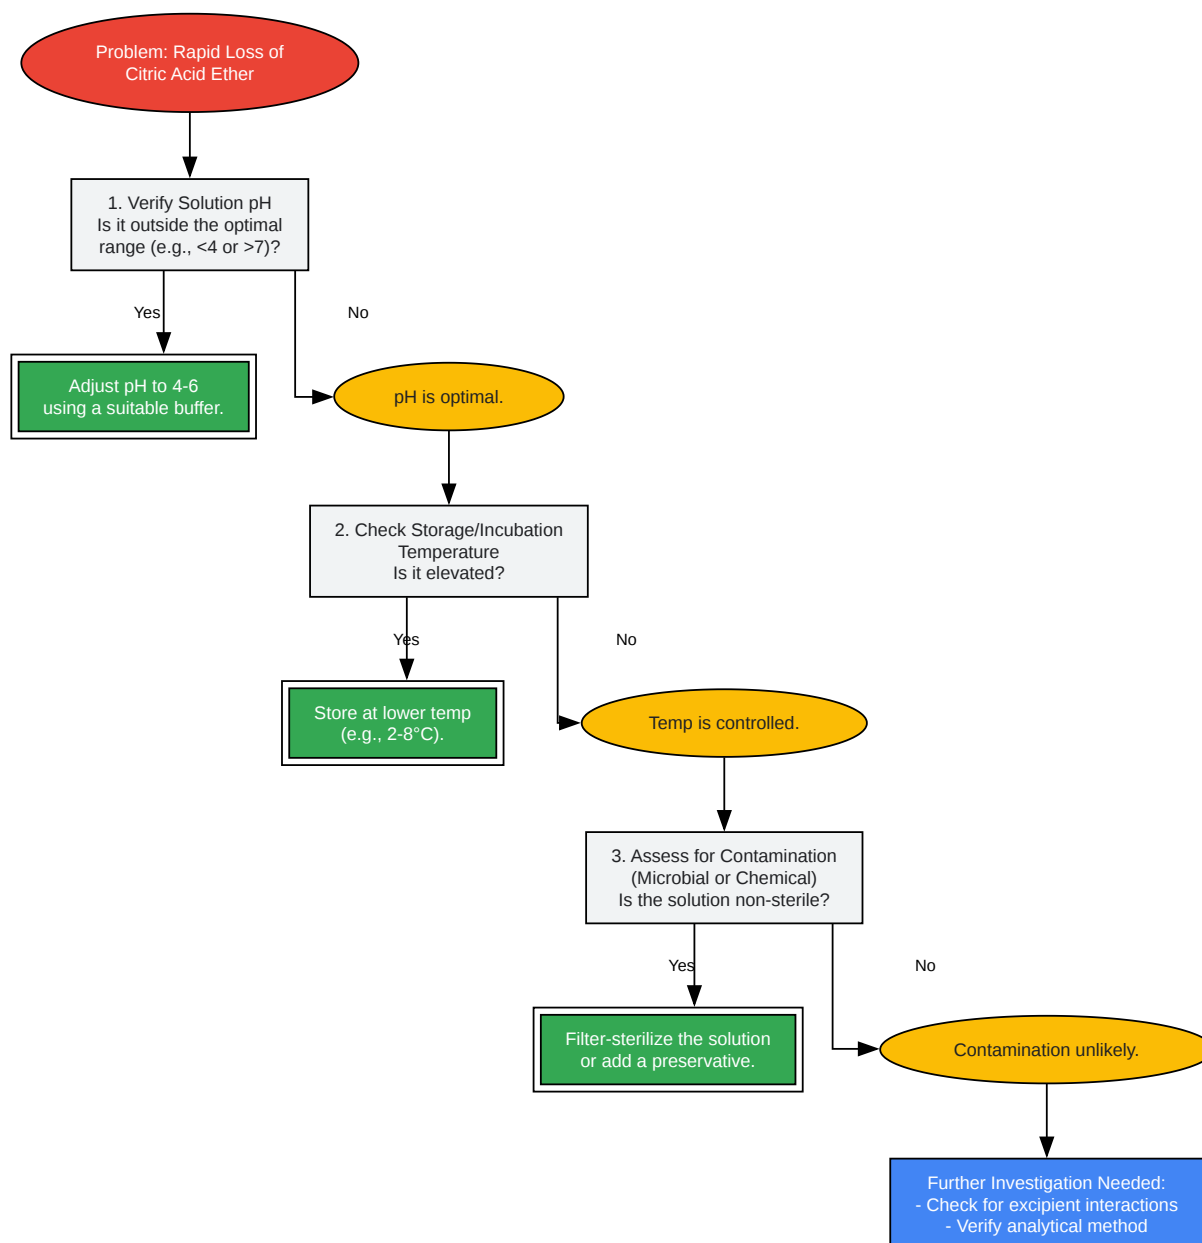 Problem: Rapid Loss of
Citric Acid Ether
1. Verify Solution pH
Is it outside the optimal
range (e.g., <4 or >7)?
Yes
No
Adjust pH to 4-6
using a suitable buffer.
pH is optimal.
2. Check Storage/Incubation
Temperature
Is it elevated?
Yes
No
Store at lower temp
(e.g., 2-8°C).
Temp is controlled.
3. Assess for Contamination
(Microbial or Chemical)
Is the solution non-sterile?
Yes
No
Filter-sterilize the solution
or add a preservative.
Contamination unlikely.
Further Investigation Needed:
- Check for excipient interactions
- Verify analytical method